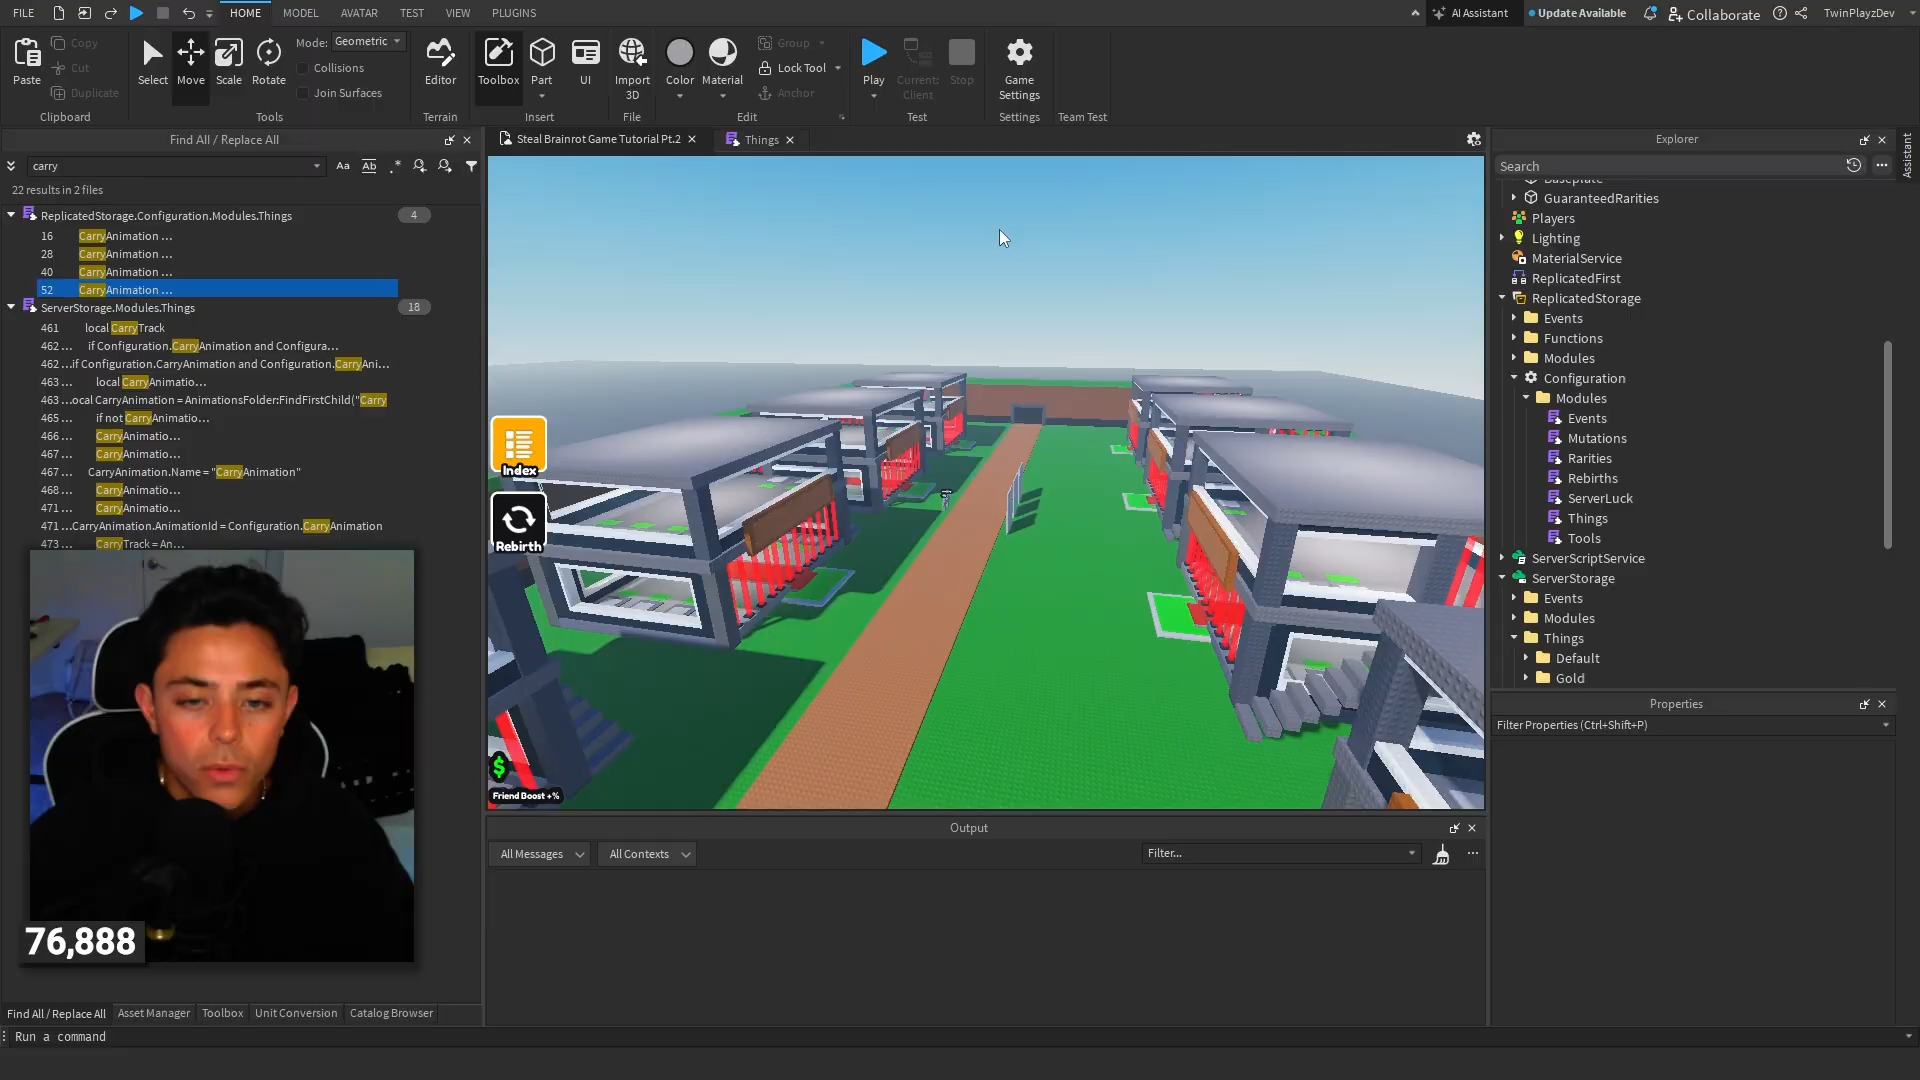 FILE
HOME
MODEL
AVATAR
TEST
VIEW
PLUGINS
AI Assistant
Update Available
Collaborate
TwinPlayzDev
Paste
Copy
Cut
Duplicate
Clipboard
Select
Move
Scale
Rotate
Mode: Geometric
Collisions
Join Surfaces
Tools
Editor
Terrain
Toolbox
Part
UI
Insert
Import 3D
File
Color
Material
Group
Lock Tool
Anchor
Edit
Play
Current: Client
Stop
Test
Game Settings
Settings
Team Test
Find All / Replace All
carry
Aa
Ab
.*
22 results in 2 files
ReplicatedStorage.Configuration.Modules.Things 4
16 CarryAnimation ...
28 CarryAnimation ...
40 CarryAnimation ...
52 CarryAnimation ...
ServerStorage.Modules.Things 18
461 local CarryTrack
462 ... if Configuration.CarryAnimation and Configura...
462 ...if Configuration.CarryAnimation and Configuration.CarryAni...
463 ... local CarryAnimatio...
463 ...ocal CarryAnimation = AnimationsFolder:FindFirstChild("Carry
465 ... if not CarryAnimatio...
466 ... CarryAnimatio...
467 ... CarryAnimatio...
467 ... CarryAnimation.Name = "CarryAnimation"
468 ... CarryAnimatio...
471 ... CarryAnimatio...
471 ...CarryAnimation.AnimationId = Configuration.CarryAnimation
473 ... CarryTrack = An...
76,888
Find All / Replace All
Asset Manager
Toolbox
Unit Conversion
Catalog Browser
Run a command
Steal Brainrot Game Tutorial Pt.2
Things
Index
Rebirth
$
Friend Boost +%
Output
All Messages
All Contexts
Filter...
Explorer
Search
Baseplate
GuaranteedRarities
Players
Lighting
MaterialService
ReplicatedFirst
ReplicatedStorage
Events
Functions
Modules
Configuration
Modules
Events
Mutations
Rarities
Rebirths
ServerLuck
Things
Tools
ServerScriptService
ServerStorage
Events
Modules
Things
Default
Gold
Properties
Filter Properties (Ctrl+Shift+P)
Assistant